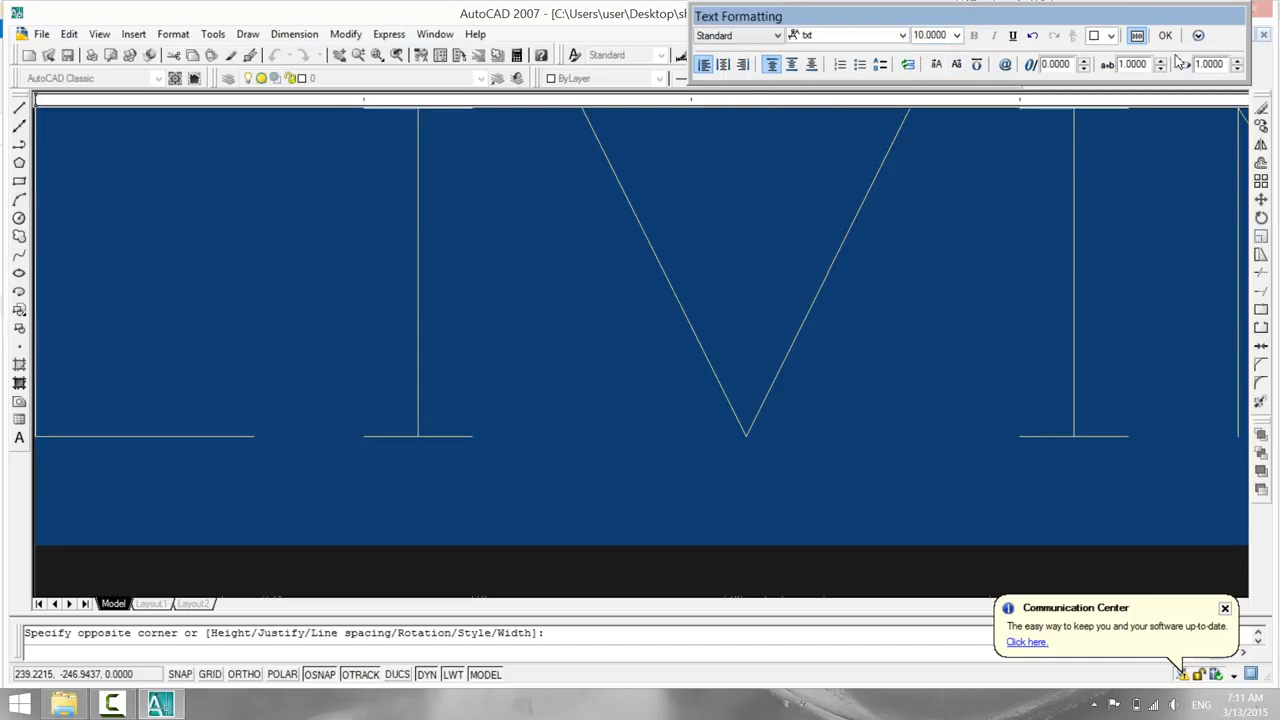 AutoCAD 2007 - [C:\Users\user\Desktop\sh
Text Formatting
File Edit View Insert Format Tools Draw Dimension Modify Express Window Help
Standard txt 10.0000 OK
Standard
AutoCAD Classic 0 ByLayer
@ 0/ 0.0000 a+b 1.0000 1.0000
LIVIN
A
Model Layout1 Layout2
Communication Center
The easy way to keep you and your software up-to-date.
Click here.
Specify opposite corner or [Height/Justify/Line spacing/Rotation/Style/Width]:
239.2215, -246.9437, 0.0000 SNAP GRID ORTHO POLAR OSNAP OTRACK DUCS DYN LWT MODEL
ENG
7:11 AM
3/13/2015